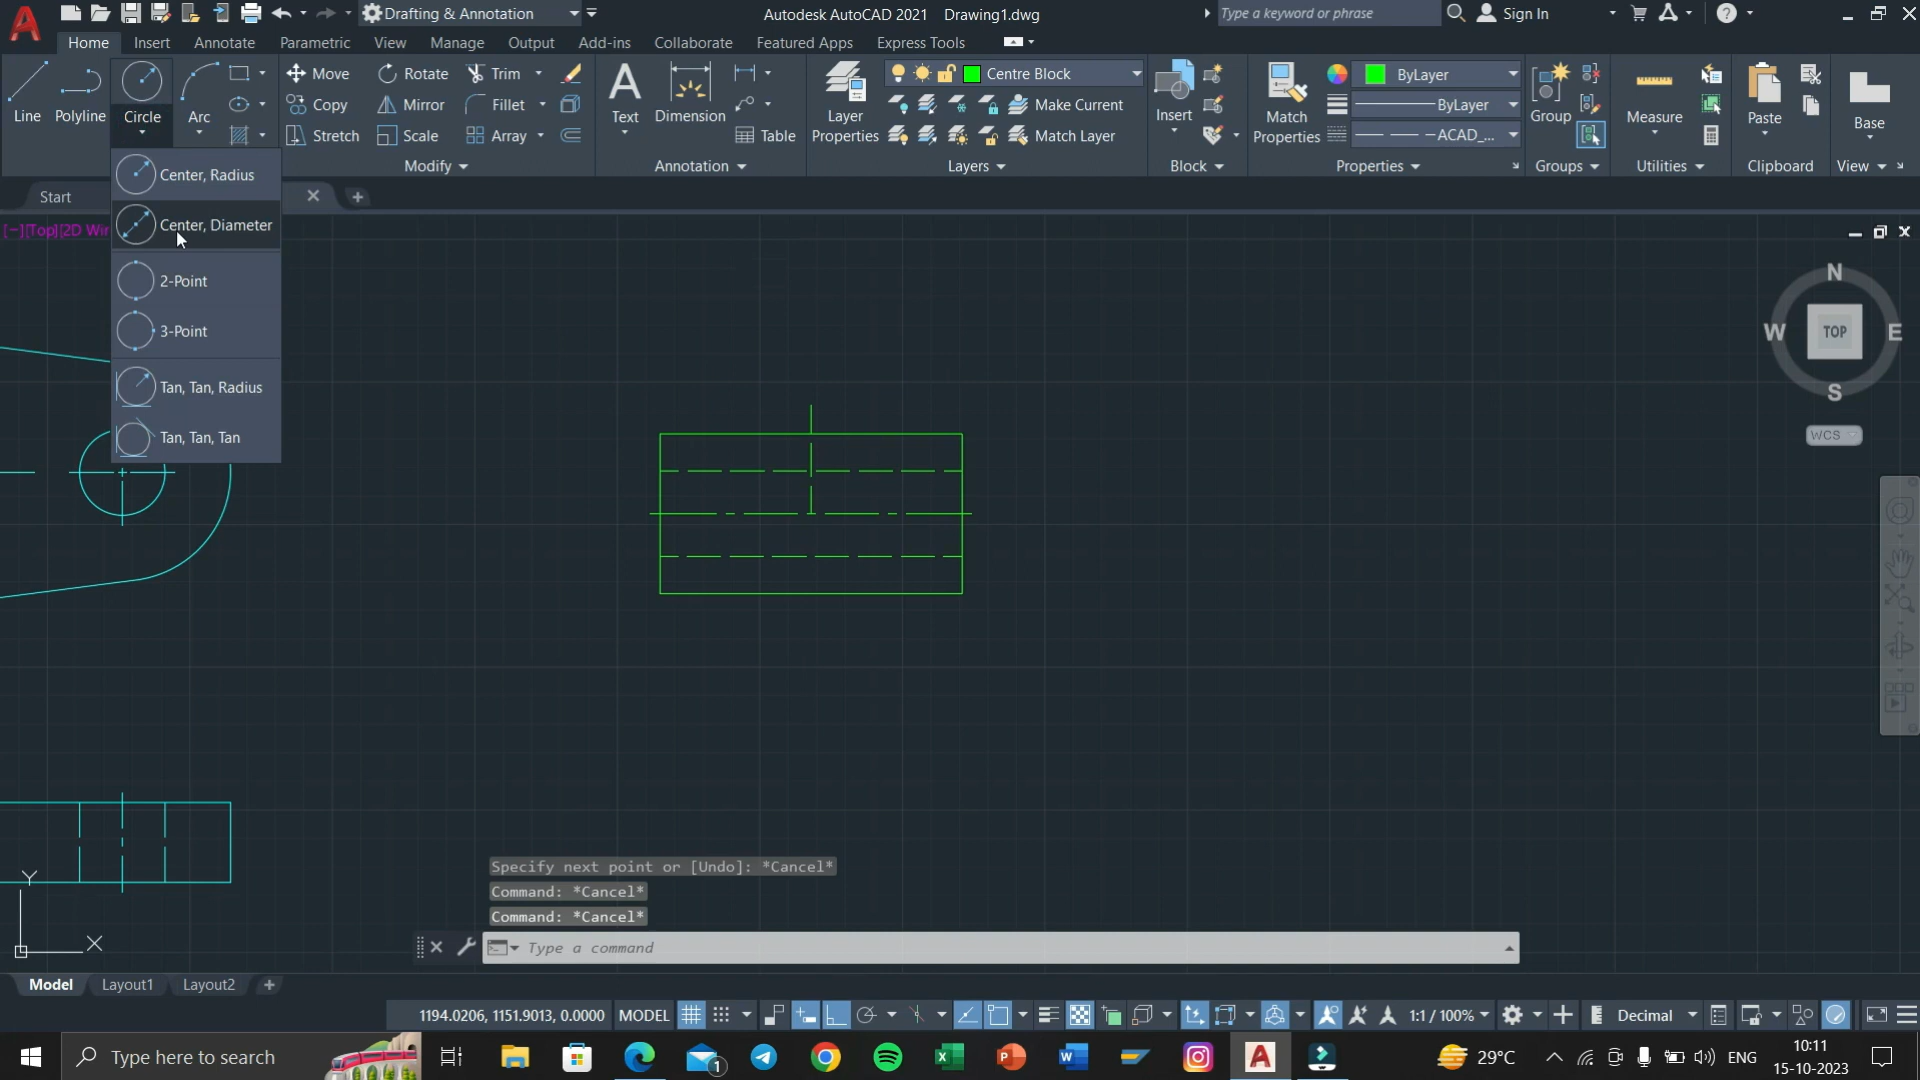 Drafting & Annotation
Autodesk AutoCAD 2021 Drawing1.dwg
Type a keyword or phrase
Sign In
Home Insert Annotate Parametric View Manage Output Add-ins Collaborate Featured Apps Express Tools
Line Polyline Circle Arc
Move Rotate Trim
Copy Mirror Fillet
Stretch Scale Array
Modify
Text Dimension Table
Annotation
Layer Properties
Centre Block
Make Current
Match Layer
Layers
Insert
Block
Match Properties
ByLayer
ByLayer
ACAD_...
Properties
Group
Groups
Measure
Utilities
Paste
Clipboard
Base
View
Start
[−][Top][2D Wir
Center, Radius
Center, Diameter
2-Point
3-Point
Tan, Tan, Radius
Tan, Tan, Tan
N
W TOP E
S
WCS
Y
X
Specify next point or [Undo]: *Cancel*
Command: *Cancel*
Command: *Cancel*
Type a command
Model Layout1 Layout2
1194.0206, 1151.9013, 0.0000 MODEL 1:1 / 100% Decimal
Type here to search
1
29°C
ENG
10:11
15-10-2023